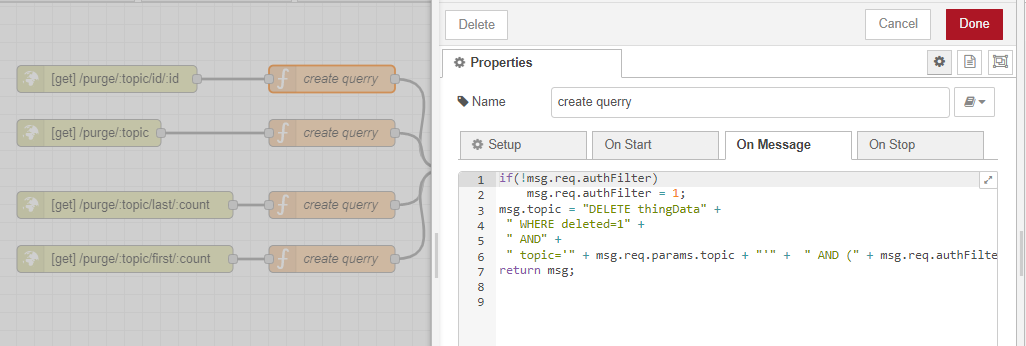 Delete
Cancel
Done
Properties
Name
create querry
Setup
On Start
On Message
On Stop
1 if(!msg.req.authFilter)
2 msg.req.authFilter = 1;
3 msg.topic = "DELETE thingData" +
4 " WHERE deleted=1" +
5 " AND" +
6 " topic='" + msg.req.params.topic + "'" + " AND (" + msg.req.authFilte
7 return msg;
8
9
[get] /purge/:topic/id/:id
create querry
[get] /purge/:topic
create querry
[get] /purge/:topic/last/:count
create querry
[get] /purge/:topic/first/:count
create querry